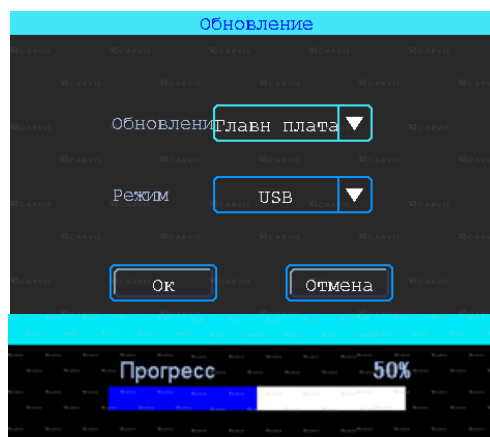 Обновление
Обновлени Главн плата
Режим USB
Ок Отмена
Прогресс 50%